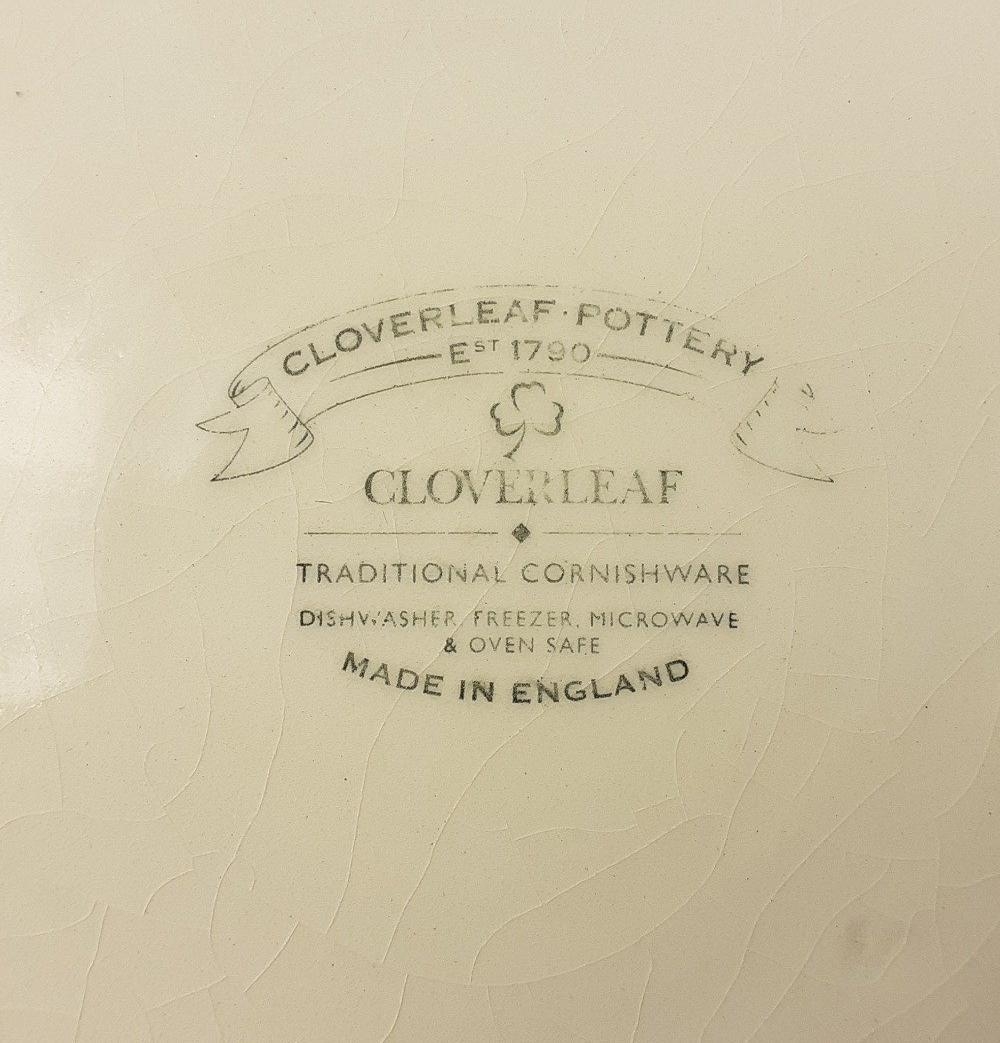 CLOVERLEAF · POTTERY
EST 1790
CLOVERLEAF
TRADITIONAL CORNISHWARE
DISHWASHER, FREEZER, MICROWAVE
& OVEN SAFE
MADE IN ENGLAND